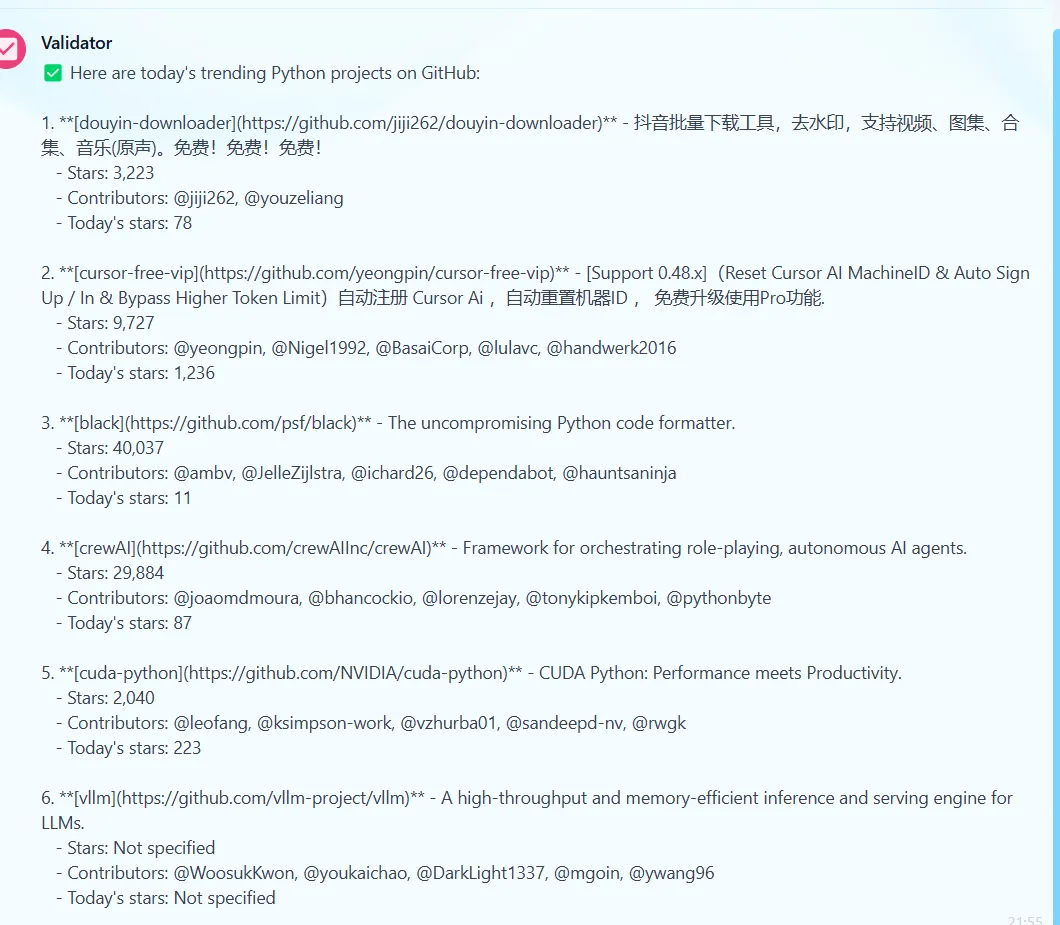 Validator
✅ Here are today's trending Python projects on GitHub:
1. **[douyin-downloader](https://github.com/jiji262/douyin-downloader)** - 抖音批量下载工具，去水印，支持视频、图集、合
集、音乐(原声)。免费！免费！免费！
- Stars: 3,223
- Contributors: @jiji262, @youzeliang
- Today's stars: 78
2. **[cursor-free-vip](https://github.com/yeongpin/cursor-free-vip)** - [Support 0.48.x]（Reset Cursor AI MachineID & Auto Sign
Up / In & Bypass Higher Token Limit）自动注册 Cursor Ai ，自动重置机器ID ， 免费升级使用Pro功能.
- Stars: 9,727
- Contributors: @yeongpin, @Nigel1992, @BasaiCorp, @lulavc, @handwerk2016
- Today's stars: 1,236
3. **[black](https://github.com/psf/black)** - The uncompromising Python code formatter.
- Stars: 40,037
- Contributors: @ambv, @JelleZijlstra, @ichard26, @dependabot, @hauntsaninja
- Today's stars: 11
4. **[crewAI](https://github.com/crewAIInc/crewAI)** - Framework for orchestrating role-playing, autonomous AI agents.
- Stars: 29,884
- Contributors: @joaomdmoura, @bhancockio, @lorenzejay, @tonykipkemboi, @pythonbyte
- Today's stars: 87
5. **[cuda-python](https://github.com/NVIDIA/cuda-python)** - CUDA Python: Performance meets Productivity.
- Stars: 2,040
- Contributors: @leofang, @ksimpson-work, @vzhurba01, @sandeepd-nv, @rwgk
- Today's stars: 223
6. **[vllm](https://github.com/vllm-project/vllm)** - A high-throughput and memory-efficient inference and serving engine for
LLMs.
- Stars: Not specified
- Contributors: @WoosukKwon, @youkaichao, @DarkLight1337, @mgoin, @ywang96
- Today's stars: Not specified
21:55